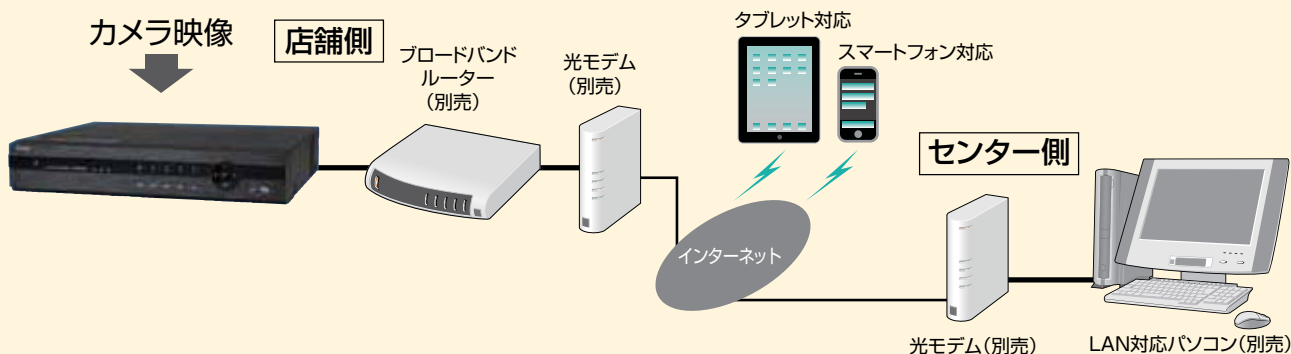 カメラ映像
店舗側
ブロードバンド
ルーター
(別売)
光モデム
(別売)
タブレット対応
スマートフォン対応
センター側
インターネット
光モデム(別売)
LAN対応パソコン(別売)